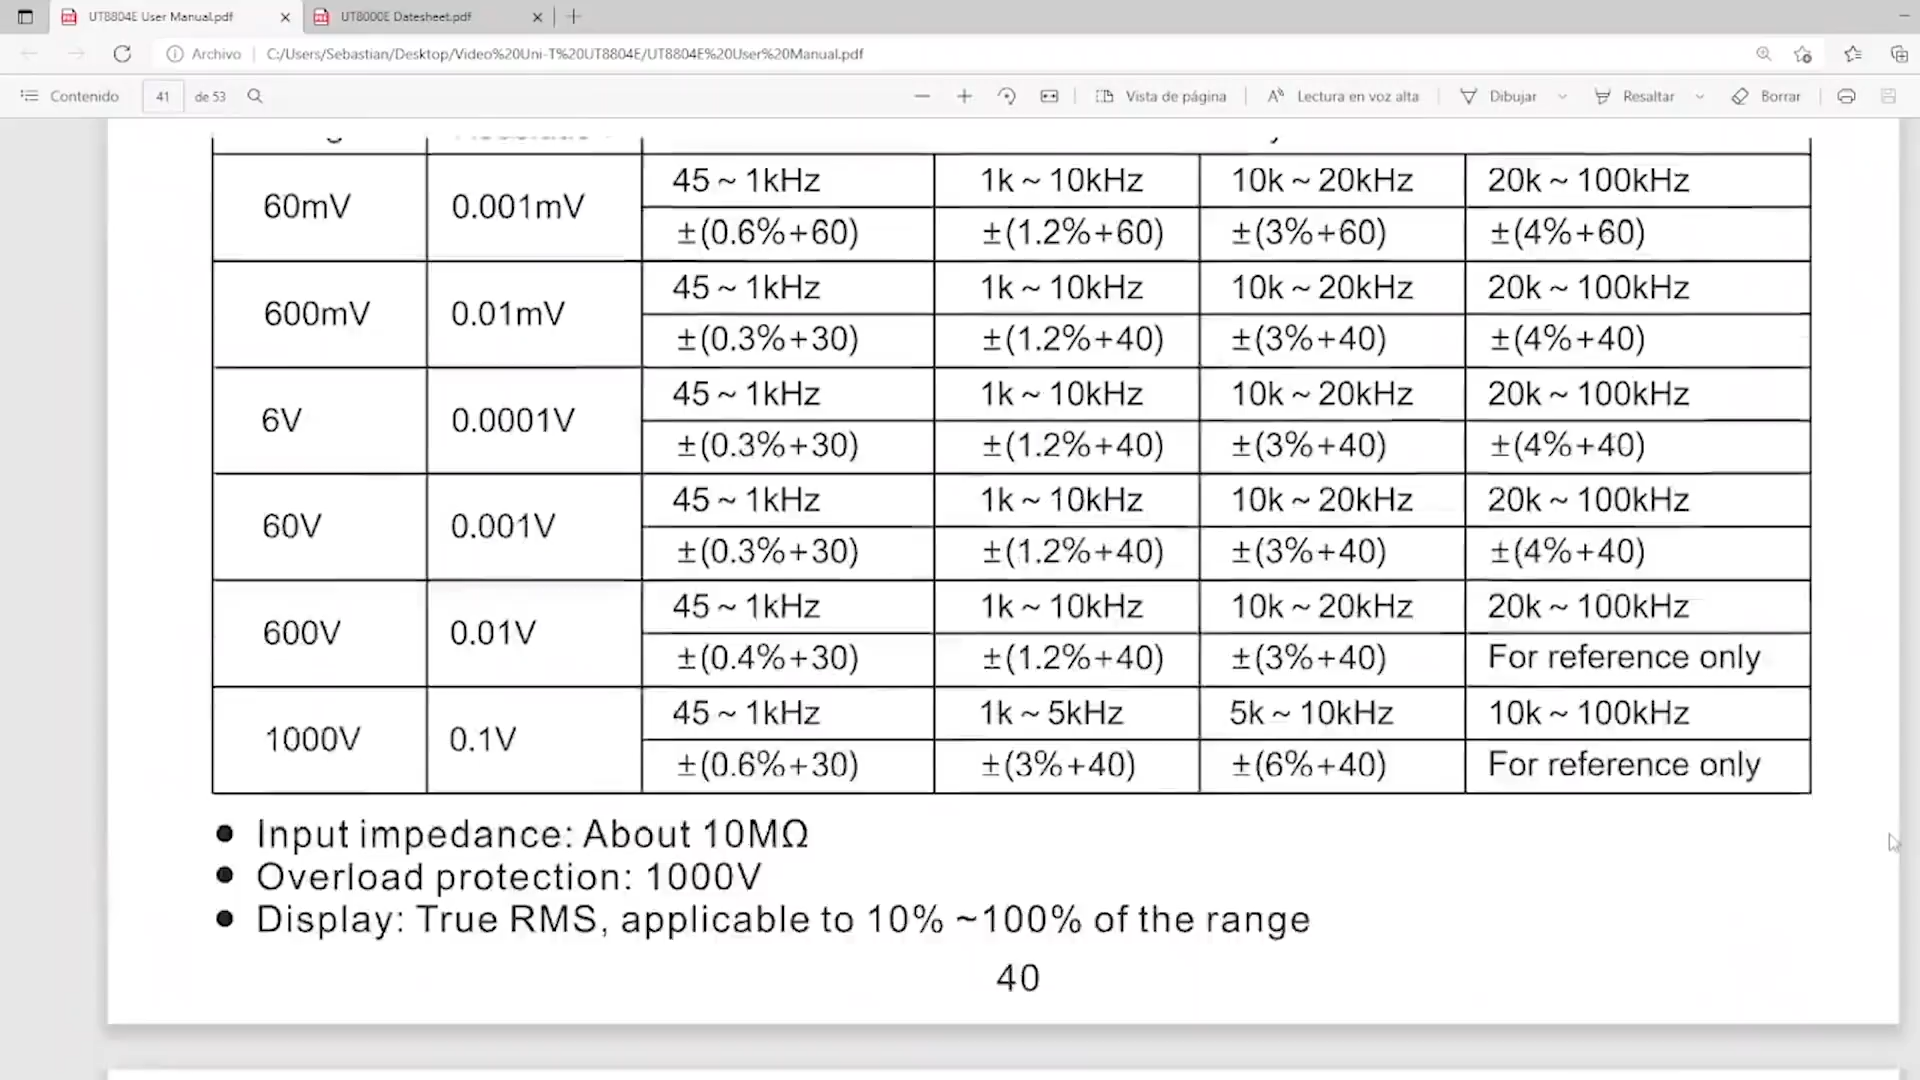 UT8804E User Manual.pdf
UT8000E Datesheet.pdf
Archivo C:/Users/Sebastian/Desktop/Video%20Uni-T%20UT8804E/UT8804E%20User%20Manual.pdf
Contenido 41 de 53 Vista de página Lectura en voz alta Dibujar Resaltar Borrar
60mV 0.001mV 45 ~ 1kHz 1k ~ 10kHz 10k ~ 20kHz 20k ~ 100kHz
±(0.6%+60) ±(1.2%+60) ±(3%+60) ±(4%+60)
600mV 0.01mV 45 ~ 1kHz 1k ~ 10kHz 10k ~ 20kHz 20k ~ 100kHz
±(0.3%+30) ±(1.2%+40) ±(3%+40) ±(4%+40)
6V 0.0001V 45 ~ 1kHz 1k ~ 10kHz 10k ~ 20kHz 20k ~ 100kHz
±(0.3%+30) ±(1.2%+40) ±(3%+40) ±(4%+40)
60V 0.001V 45 ~ 1kHz 1k ~ 10kHz 10k ~ 20kHz 20k ~ 100kHz
±(0.3%+30) ±(1.2%+40) ±(3%+40) ±(4%+40)
600V 0.01V 45 ~ 1kHz 1k ~ 10kHz 10k ~ 20kHz 20k ~ 100kHz
±(0.4%+30) ±(1.2%+40) ±(3%+40) For reference only
1000V 0.1V 45 ~ 1kHz 1k ~ 5kHz 5k ~ 10kHz 10k ~ 100kHz
±(0.6%+30) ±(3%+40) ±(6%+40) For reference only
● Input impedance: About 10MΩ
● Overload protection: 1000V
● Display: True RMS, applicable to 10% ~100% of the range
40